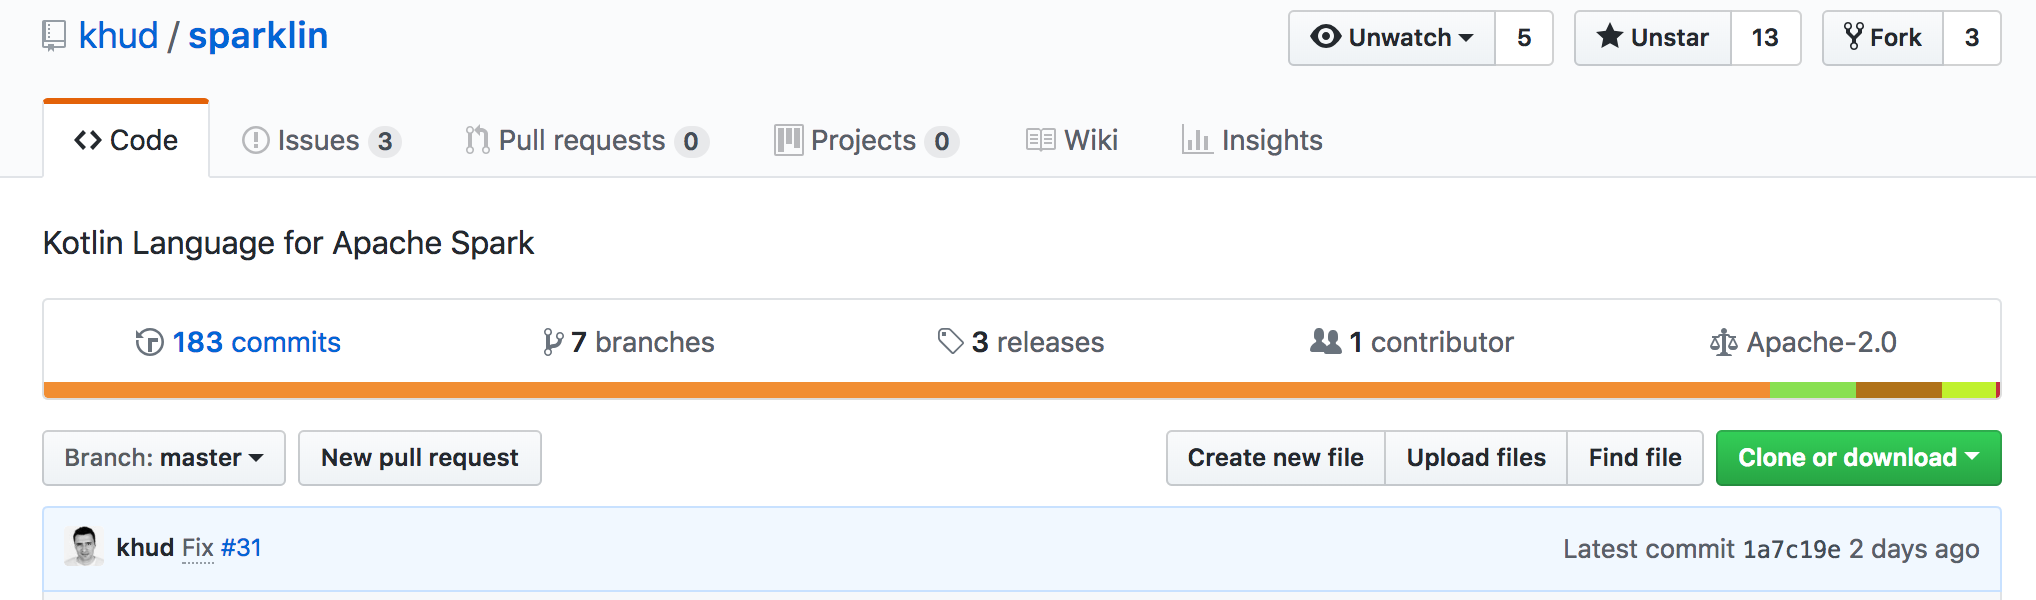 khud / sparklin Unwatch 5 Unstar 13 Fork 3
Code Issues 3 Pull requests 0 Projects 0 Wiki Insights
Kotlin Language for Apache Spark
183 commits 7 branches 3 releases 1 contributor Apache-2.0
Branch: master New pull request Create new file Upload files Find file Clone or download
khud Fix #31 Latest commit 1a7c19e 2 days ago